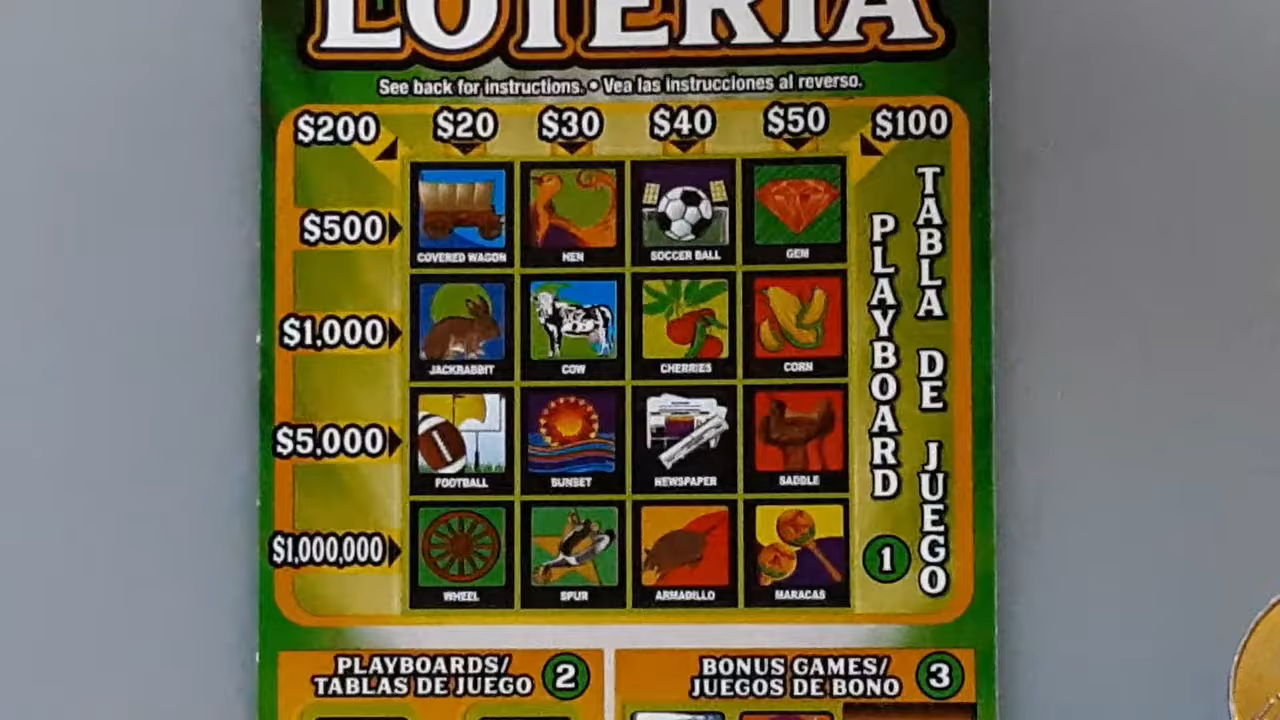 LOTERIA
See back for instructions. • Vea las instrucciones al reverso.
$200 $20 $30 $40 $50 $100
$500
COVERED WAGON HEN SOCCER BALL GEM
$1,000
JACKRABBIT COW CHERRIES CORN
$5,000
FOOTBALL SUNSET NEWSPAPER SADDLE
$1,000,000
WHEEL SPUR ARMADILLO MARACAS
PLAYBOARD
TABLA DE JUEGO
1
PLAYBOARDS/
TABLAS DE JUEGO 2
BONUS GAMES/
JUEGOS DE BONO 3